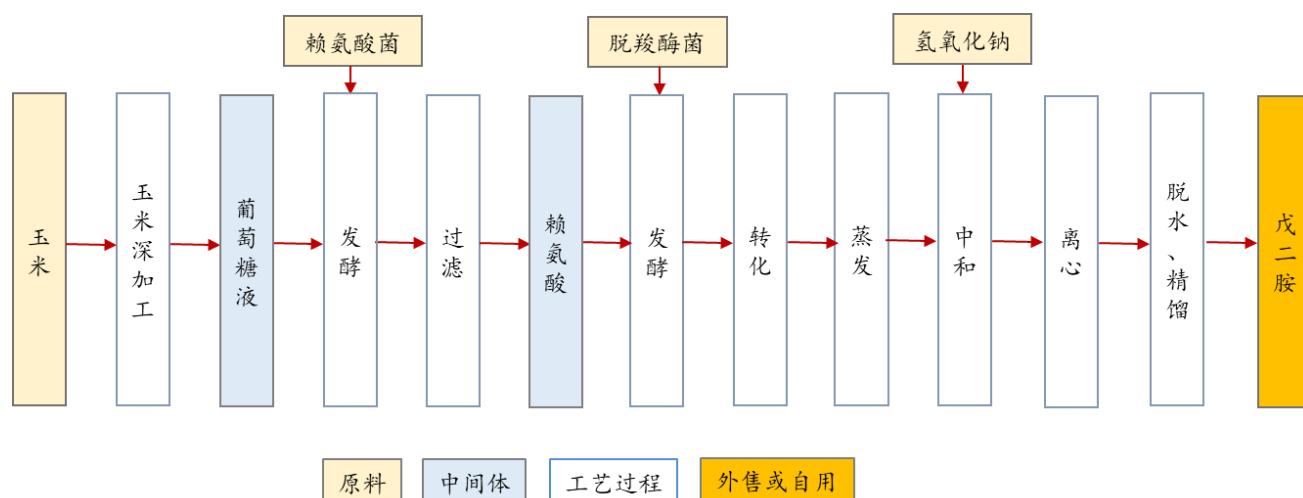 赖氨酸菌
脱羧酶菌
氢氧化钠
玉米
玉米深加工
葡萄糖液
发酵
过滤
赖氨酸
发酵
转化
蒸发
中和
离心
脱水、精馏
戊二胺
原料
中间体
工艺过程
外售或自用